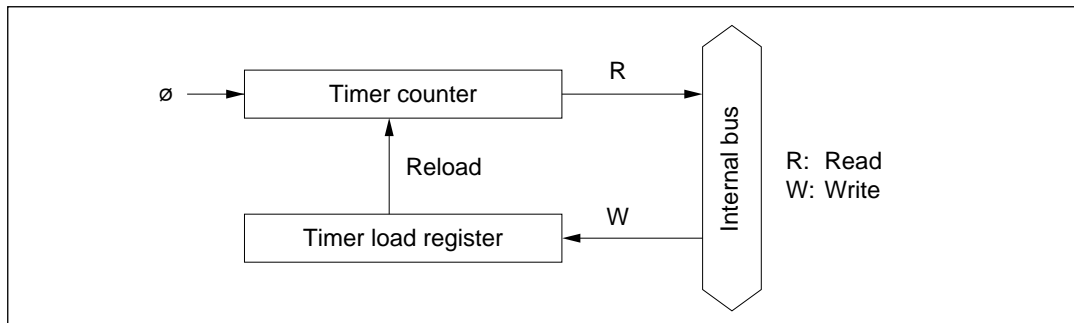 R
ø
Timer counter
Reload
Internal bus
R: Read
W: Write
W
Timer load register